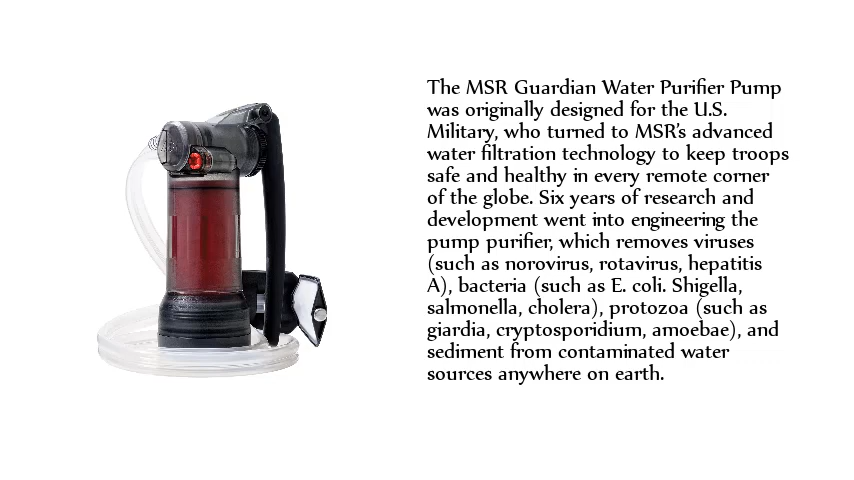 The MSR Guardian Water Purifier Pump
was originally designed for the U.S.
Military, who turned to MSR's advanced
water filtration technology to keep troops
safe and healthy in every remote corner
of the globe. Six years of research and
development went into engineering the
pump purifier, which removes viruses
(such as norovirus, rotavirus, hepatitis
A), bacteria (such as E. coli. Shigella,
salmonella, cholera), protozoa (such as
giardia, cryptosporidium, amoebae), and
sediment from contaminated water
sources anywhere on earth.